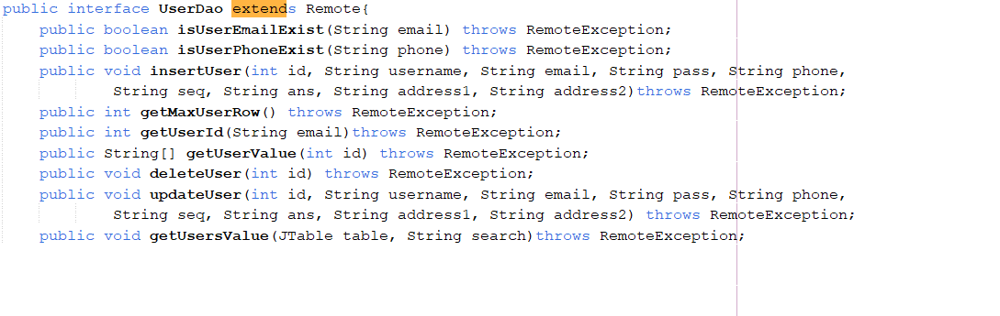 public interface UserDao extends Remote{
public boolean isUserEmailExist(String email) throws RemoteException;
public boolean isUserPhoneExist(String phone) throws RemoteException;
public void insertUser(int id, String username, String email, String pass, String phone,
String seq, String ans, String address1, String address2)throws RemoteException;
public int getMaxUserRow() throws RemoteException;
public int getUserId(String email)throws RemoteException;
public String[] getUserValue(int id) throws RemoteException;
public void deleteUser(int id) throws RemoteException;
public void updateUser(int id, String username, String email, String pass, String phone,
String seq, String ans, String address1, String address2) throws RemoteException;
public void getUsersValue(JTable table, String search)throws RemoteException;